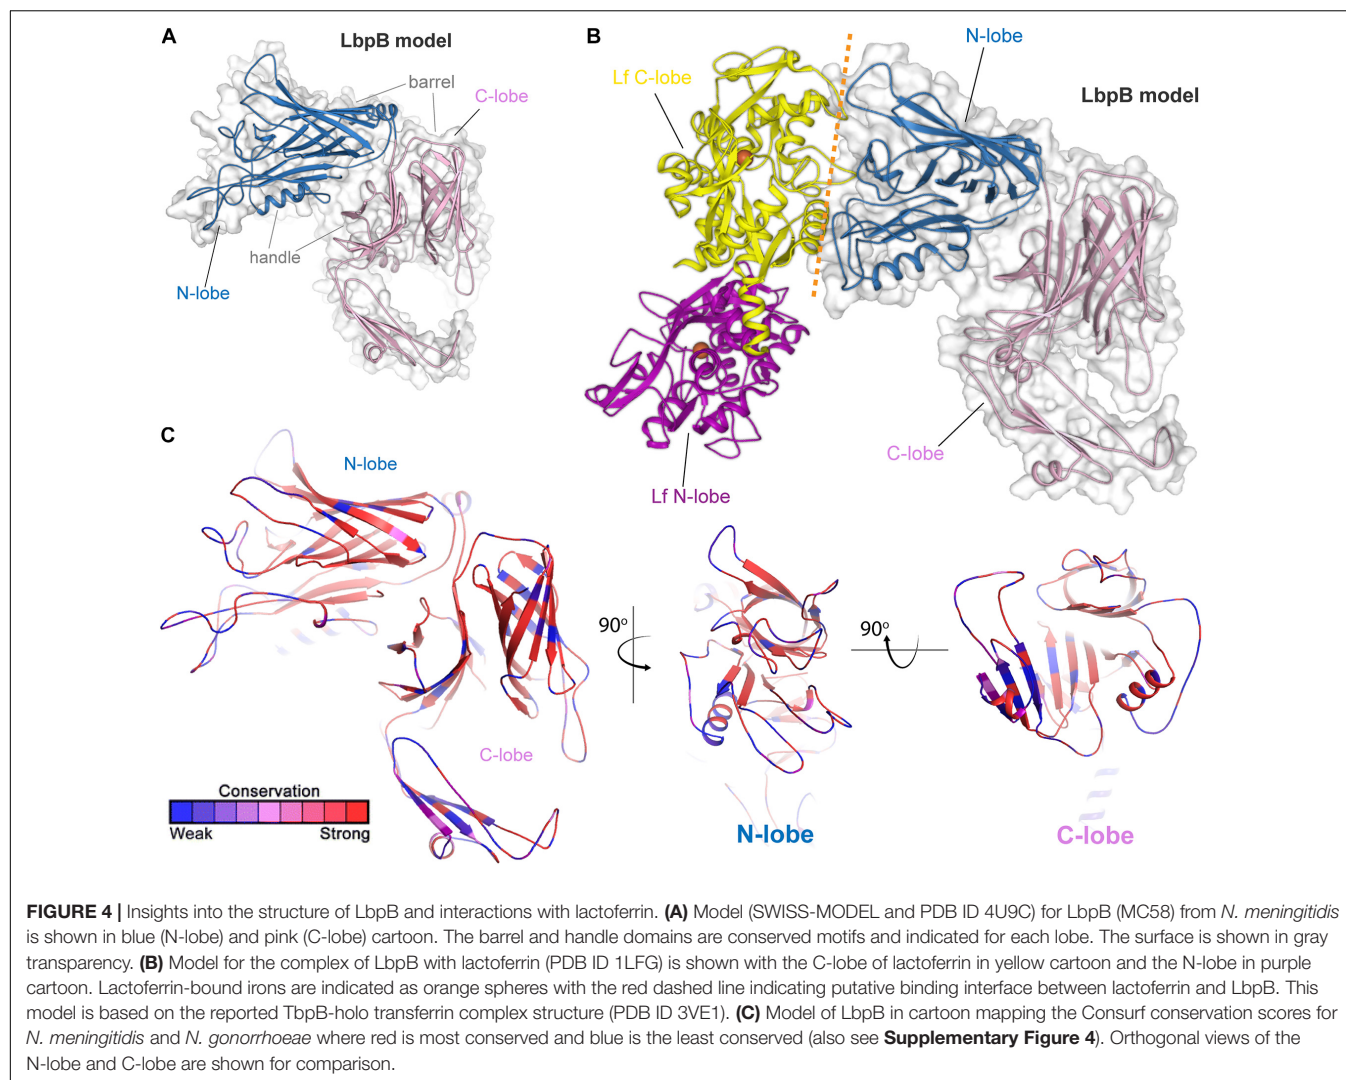 A
LbpB model
barrel
C-lobe
handle
N-lobe
B
N-lobe
Lf C-lobe
LbpB model
C-lobe
Lf N-lobe
C
N-lobe
C-lobe
90º
90º
Conservation
Weak Strong
N-lobe
C-lobe
FIGURE 4 | Insights into the structure of LbpB and interactions with lactoferrin. (A) Model (SWISS-MODEL and PDB ID 4U9C) for LbpB (MC58) from N. meningitidis
is shown in blue (N-lobe) and pink (C-lobe) cartoon. The barrel and handle domains are conserved motifs and indicated for each lobe. The surface is shown in gray
transparency. (B) Model for the complex of LbpB with lactoferrin (PDB ID 1LFG) is shown with the C-lobe of lactoferrin in yellow cartoon and the N-lobe in purple
cartoon. Lactoferrin-bound irons are indicated as orange spheres with the red dashed line indicating putative binding interface between lactoferrin and LbpB. This
model is based on the reported TbpB-holo transferrin complex structure (PDB ID 3VE1). (C) Model of LbpB in cartoon mapping the Consurf conservation scores for
N. meningitidis and N. gonorrhoeae where red is most conserved and blue is the least conserved (also see Supplementary Figure 4). Orthogonal views of the
N-lobe and C-lobe are shown for comparison.